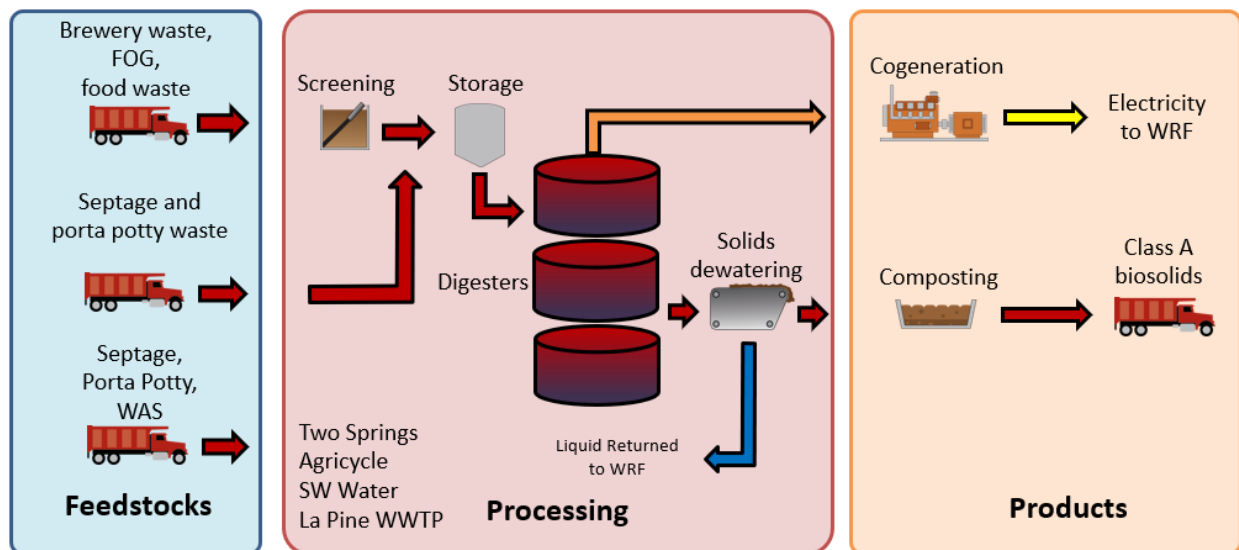 Brewery waste,
FOG,
food waste
Septage and
porta potty waste
Septage,
Porta Potty,
WAS
Feedstocks
Screening
Storage
Digesters
Solids
dewatering
Two Springs
Agricycle
SW Water
La Pine WWTP
Liquid Returned
to WRF
Processing
Cogeneration
Electricity
to WRF
Composting
Class A
biosolids
Products